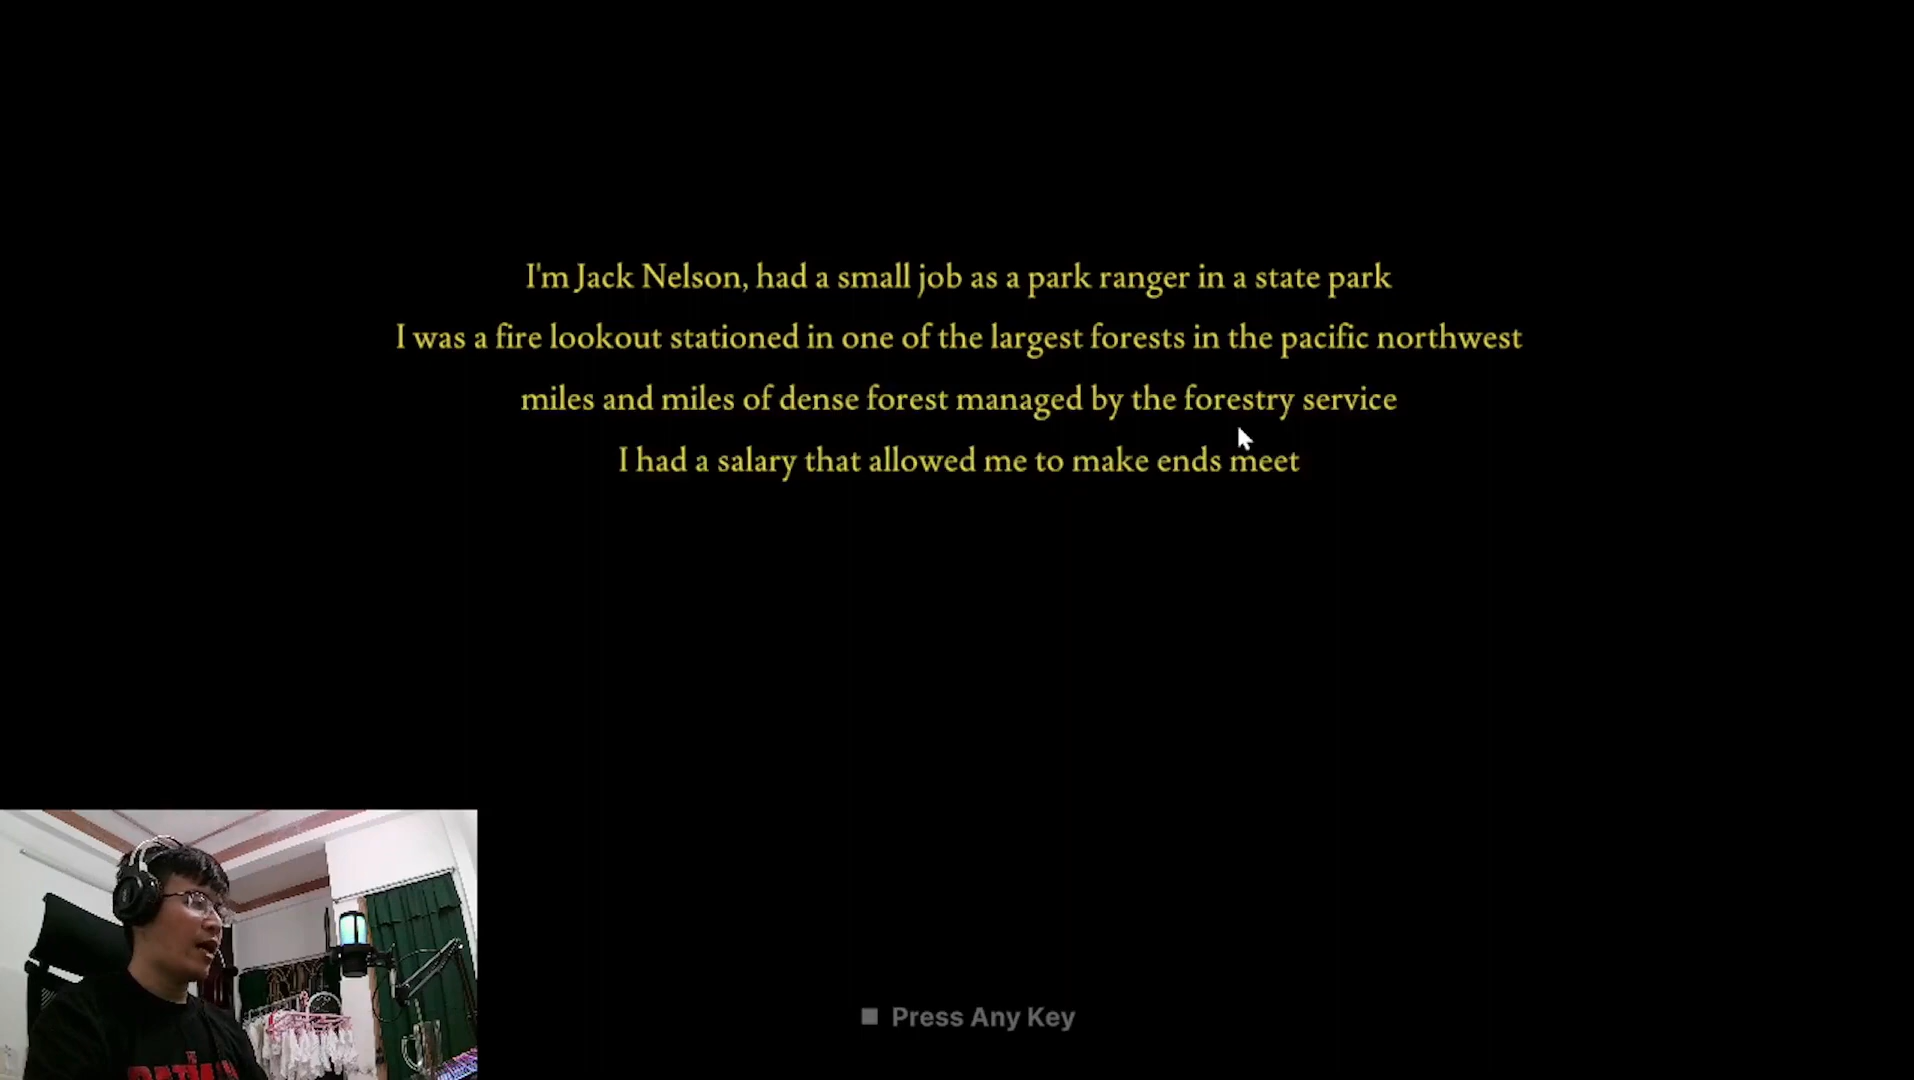 I'm Jack Nelson, had a small job as a park ranger in a state park
I was a fire lookout stationed in one of the largest forests in the pacific northwest
miles and miles of dense forest managed by the forestry service
I had a salary that allowed me to make ends meet
Press Any Key